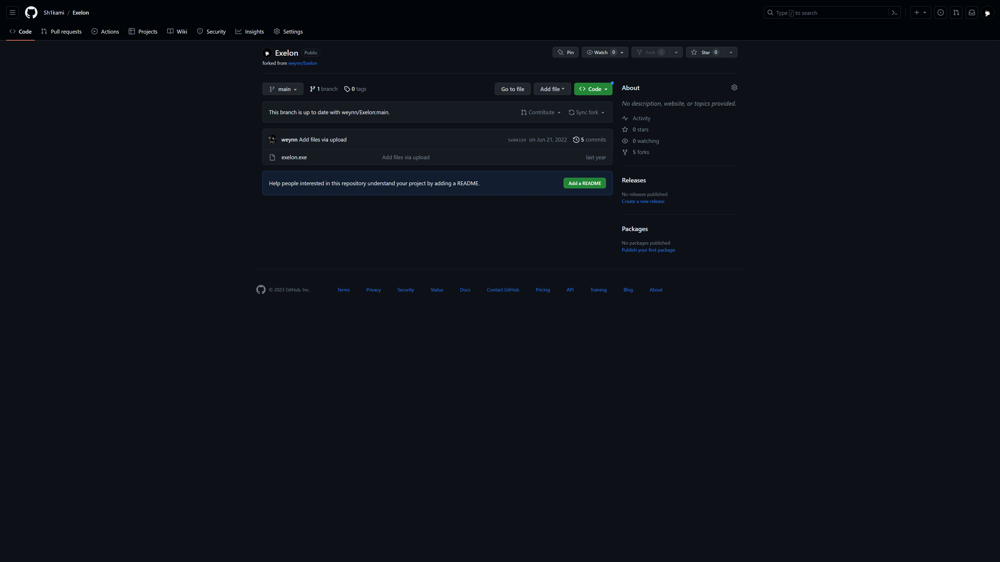 Sh1kami / Exelon
Type / to search
Code Pull requests Actions Projects Wiki Security Insights Settings
Exelon Public
forked from weynn/Exelon
Pin Watch 0 Fork 5 Star 0
main 1 branch 0 tags Go to file Add file Code
This branch is up to date with weynn/Exelon:main. Contribute Sync fork
weynn Add files via upload 5e04329 on Jun 21, 2022 5 commits
exelon.exe Add files via upload last year
Help people interested in this repository understand your project by adding a README. Add a README
About
No description, website, or topics provided.
Activity
0 stars
0 watching
5 forks
Releases
No releases published
Create a new release
Packages
No packages published
Publish your first package
© 2023 GitHub, Inc. Terms Privacy Security Status Docs Contact GitHub Pricing API Training Blog About